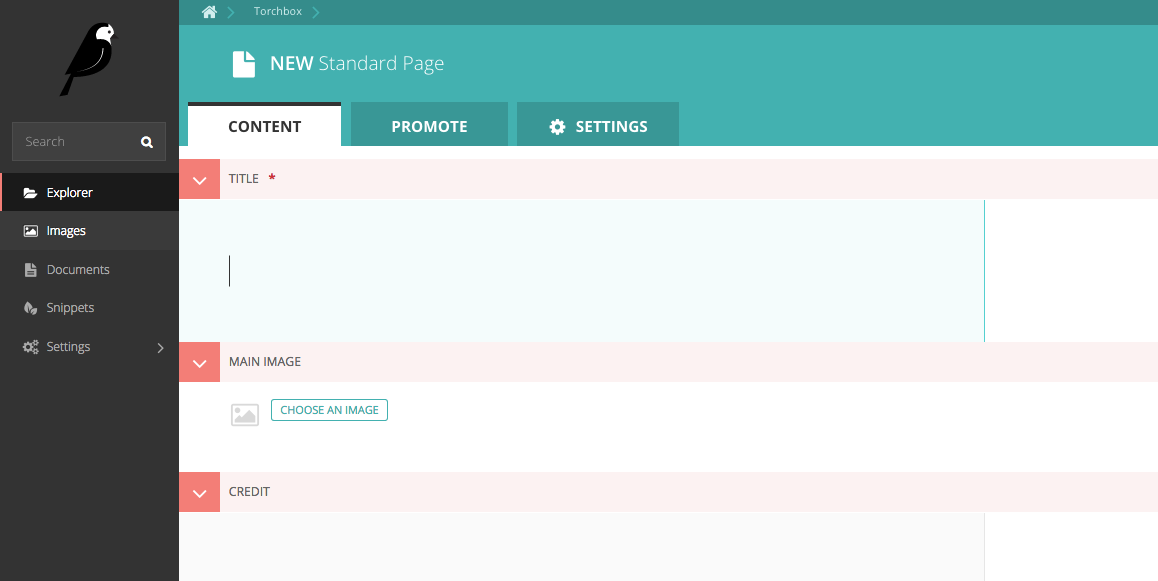 Torchbox
NEW Standard Page
CONTENT
PROMOTE
SETTINGS
Search
Explorer
Images
Documents
Snippets
Settings
TITLE *
MAIN IMAGE
CHOOSE AN IMAGE
CREDIT